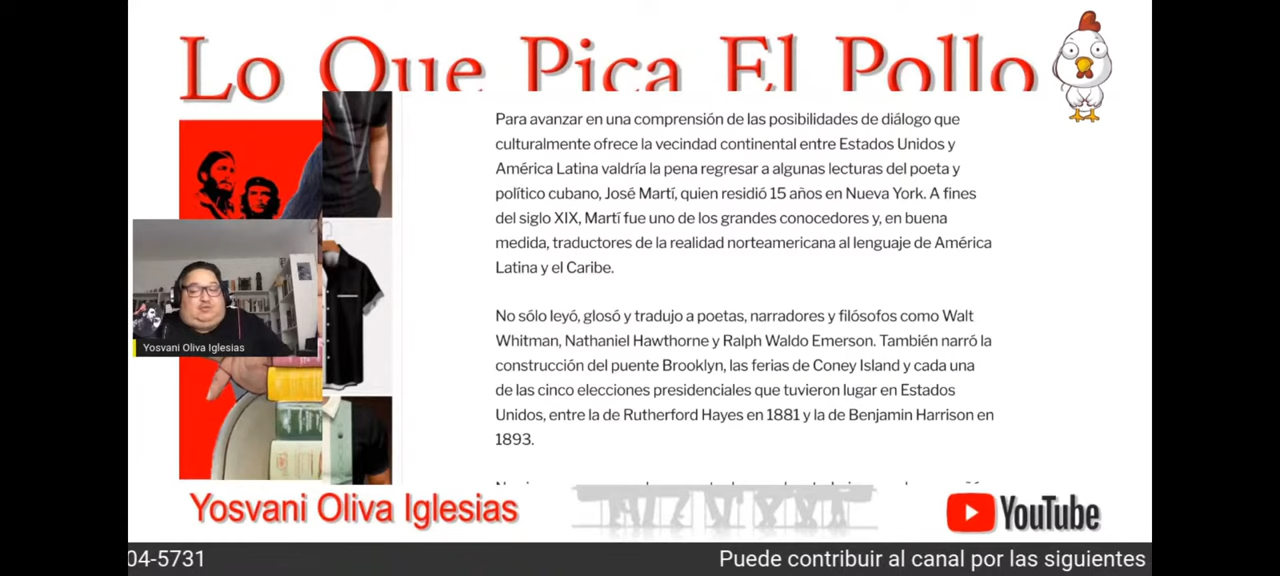 Lo Que Pica El Pollo
Para avanzar en una comprensión de las posibilidades de diálogo que
culturalmente ofrece la vecindad continental entre Estados Unidos y
América Latina valdría la pena regresar a algunas lecturas del poeta y
político cubano, José Martí, quien residió 15 años en Nueva York. A fines
del siglo XIX, Martí fue uno de los grandes conocedores y, en buena
medida, traductores de la realidad norteamericana al lenguaje de América
Latina y el Caribe.
No sólo leyó, glosó y tradujo a poetas, narradores y filósofos como Walt
Whitman, Nathaniel Hawthorne y Ralph Waldo Emerson. También narró la
construcción del puente Brooklyn, las ferias de Coney Island y cada una
de las cinco elecciones presidenciales que tuvieron lugar en Estados
Unidos, entre la de Rutherford Hayes en 1881 y la de Benjamin Harrison en
1893.
Yosvani Oliva Iglesias
Yosvani Oliva Iglesias
YouTube
04-5731
Puede contribuir al canal por las siguientes